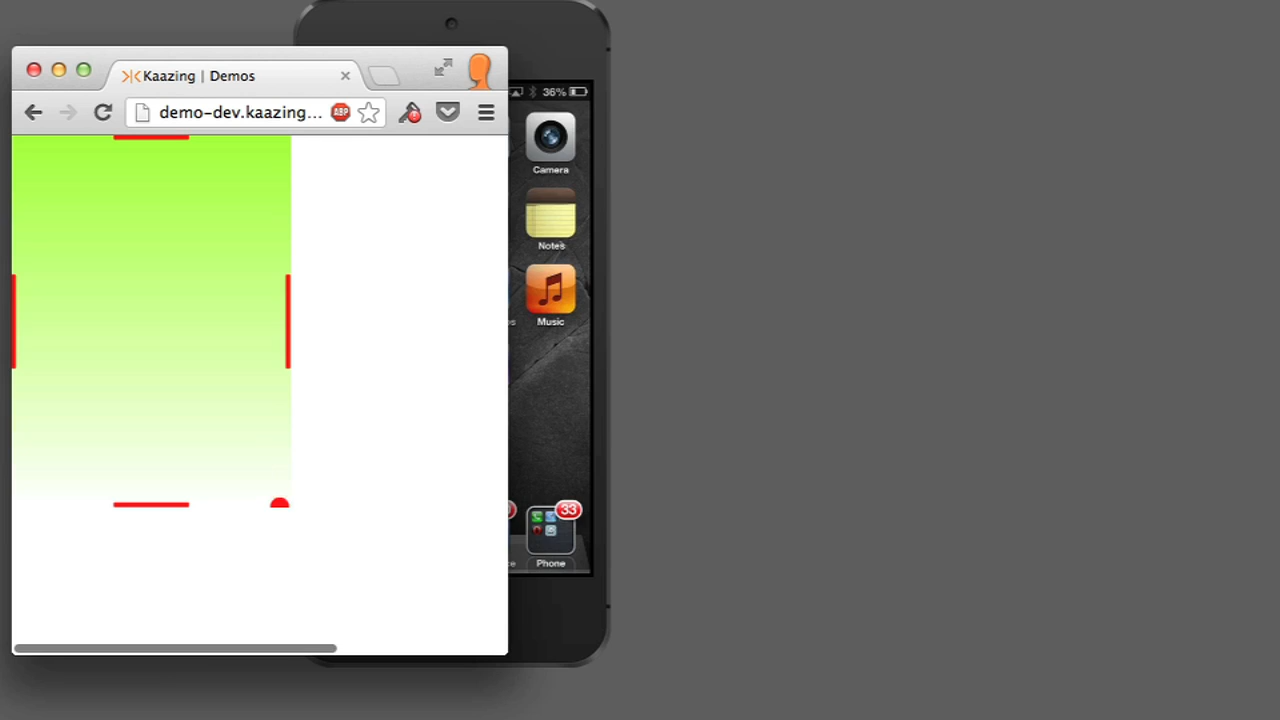 Kaazing | Demos
demo-dev.kaazing...
ABP
36%
Camera
Notes
Music
33
Phone